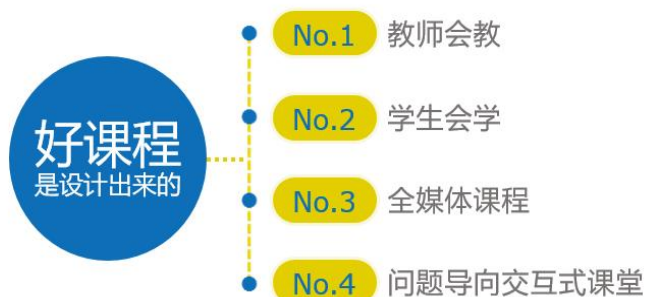 好课程
是设计出来的
No.1 教师会教
No.2 学生会学
No.3 全媒体课程
No.4 问题导向交互式课堂